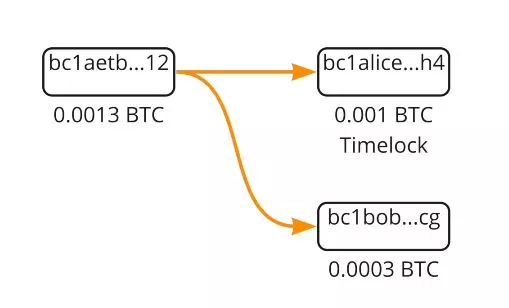 bc1aetb...12
0.0013 BTC
bc1alice...h4
0.001 BTC
Timelock
bc1bob...cg
0.0003 BTC